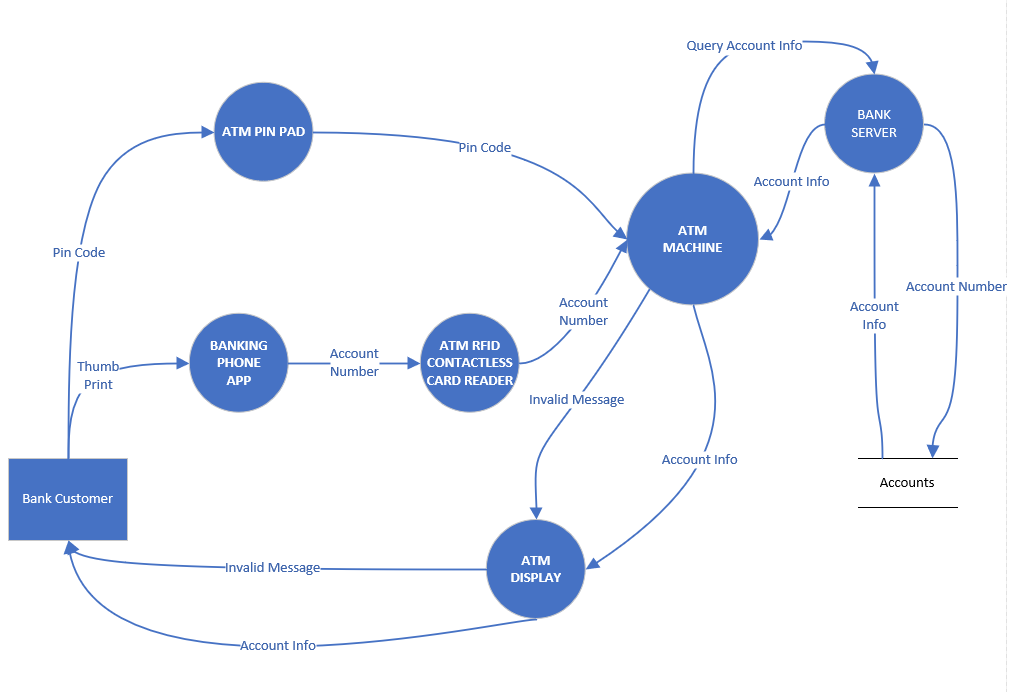 Query Account Info
BANK
SERVER
ATM PIN PAD
Pin Code
Account Info
ATM
MACHINE
Pin Code
Account Number
Account
Number
Account
Info
BANKING
PHONE
APP
Account
Number
ATM RFID
CONTACTLESS
CARD READER
Thumb
Print
Invalid Message
Account Info
Bank Customer
Accounts
ATM
DISPLAY
Invalid Message
Account Info